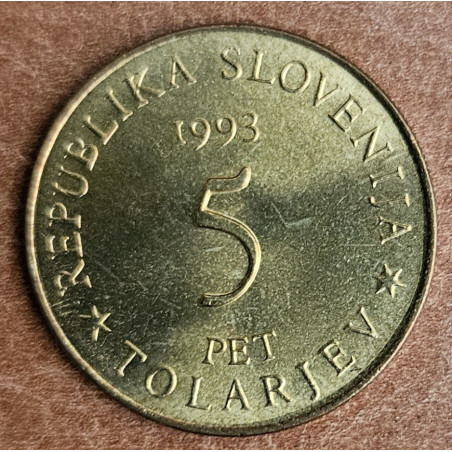 REPUBLIKA SLOVENIJA
1993
5
PET
TOLARJEV